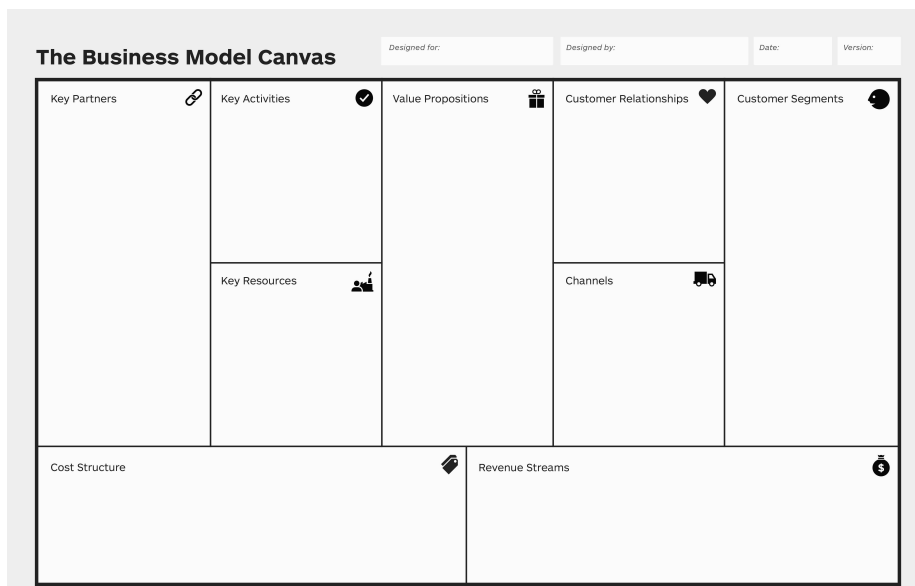 The Business Model Canvas
Designed for:
Designed by:
Date:
Version:
Key Partners
Key Activities
Value Propositions
Customer Relationships
Customer Segments
Key Resources
Channels
Cost Structure
Revenue Streams
$